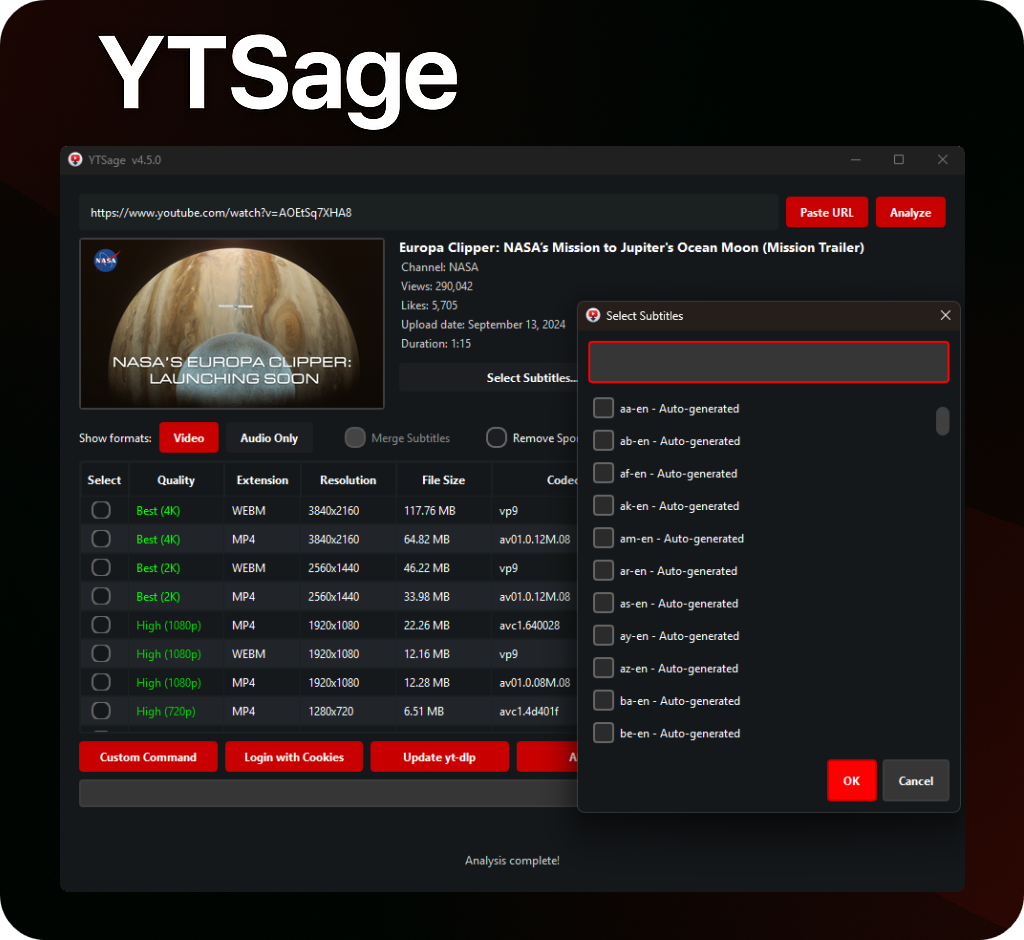 YTSage
YTSage v4.5.0
https://www.youtube.com/watch?v=AOEtSq7XHA8
Paste URL
Analyze
NASA
NASA'S EUROPA CLIPPER:
LAUNCHING SOON
Europa Clipper: NASA's Mission to Jupiter's Ocean Moon (Mission Trailer)
Channel: NASA
Views: 290,042
Likes: 5,705
Upload date: September 13, 2024
Duration: 1:15
Select Subtitles...
Show formats:
Video
Audio Only
Merge Subtitles
Remove Spo
Select Quality Extension Resolution File Size Codec
Best (4K) WEBM 3840x2160 117.76 MB vp9
Best (4K) MP4 3840x2160 64.82 MB av01.0.12M.08
Best (2K) WEBM 2560x1440 46.22 MB vp9
Best (2K) MP4 2560x1440 33.98 MB av01.0.12M.08
High (1080p) MP4 1920x1080 22.26 MB avc1.640028
High (1080p) WEBM 1920x1080 12.16 MB vp9
High (1080p) MP4 1920x1080 12.28 MB av01.0.08M.08
High (720p) MP4 1280x720 6.51 MB avc1.4d401f
Custom Command
Login with Cookies
Update yt-dlp
A
Analysis complete!
Select Subtitles
aa-en - Auto-generated
ab-en - Auto-generated
af-en - Auto-generated
ak-en - Auto-generated
am-en - Auto-generated
ar-en - Auto-generated
as-en - Auto-generated
ay-en - Auto-generated
az-en - Auto-generated
ba-en - Auto-generated
be-en - Auto-generated
OK
Cancel